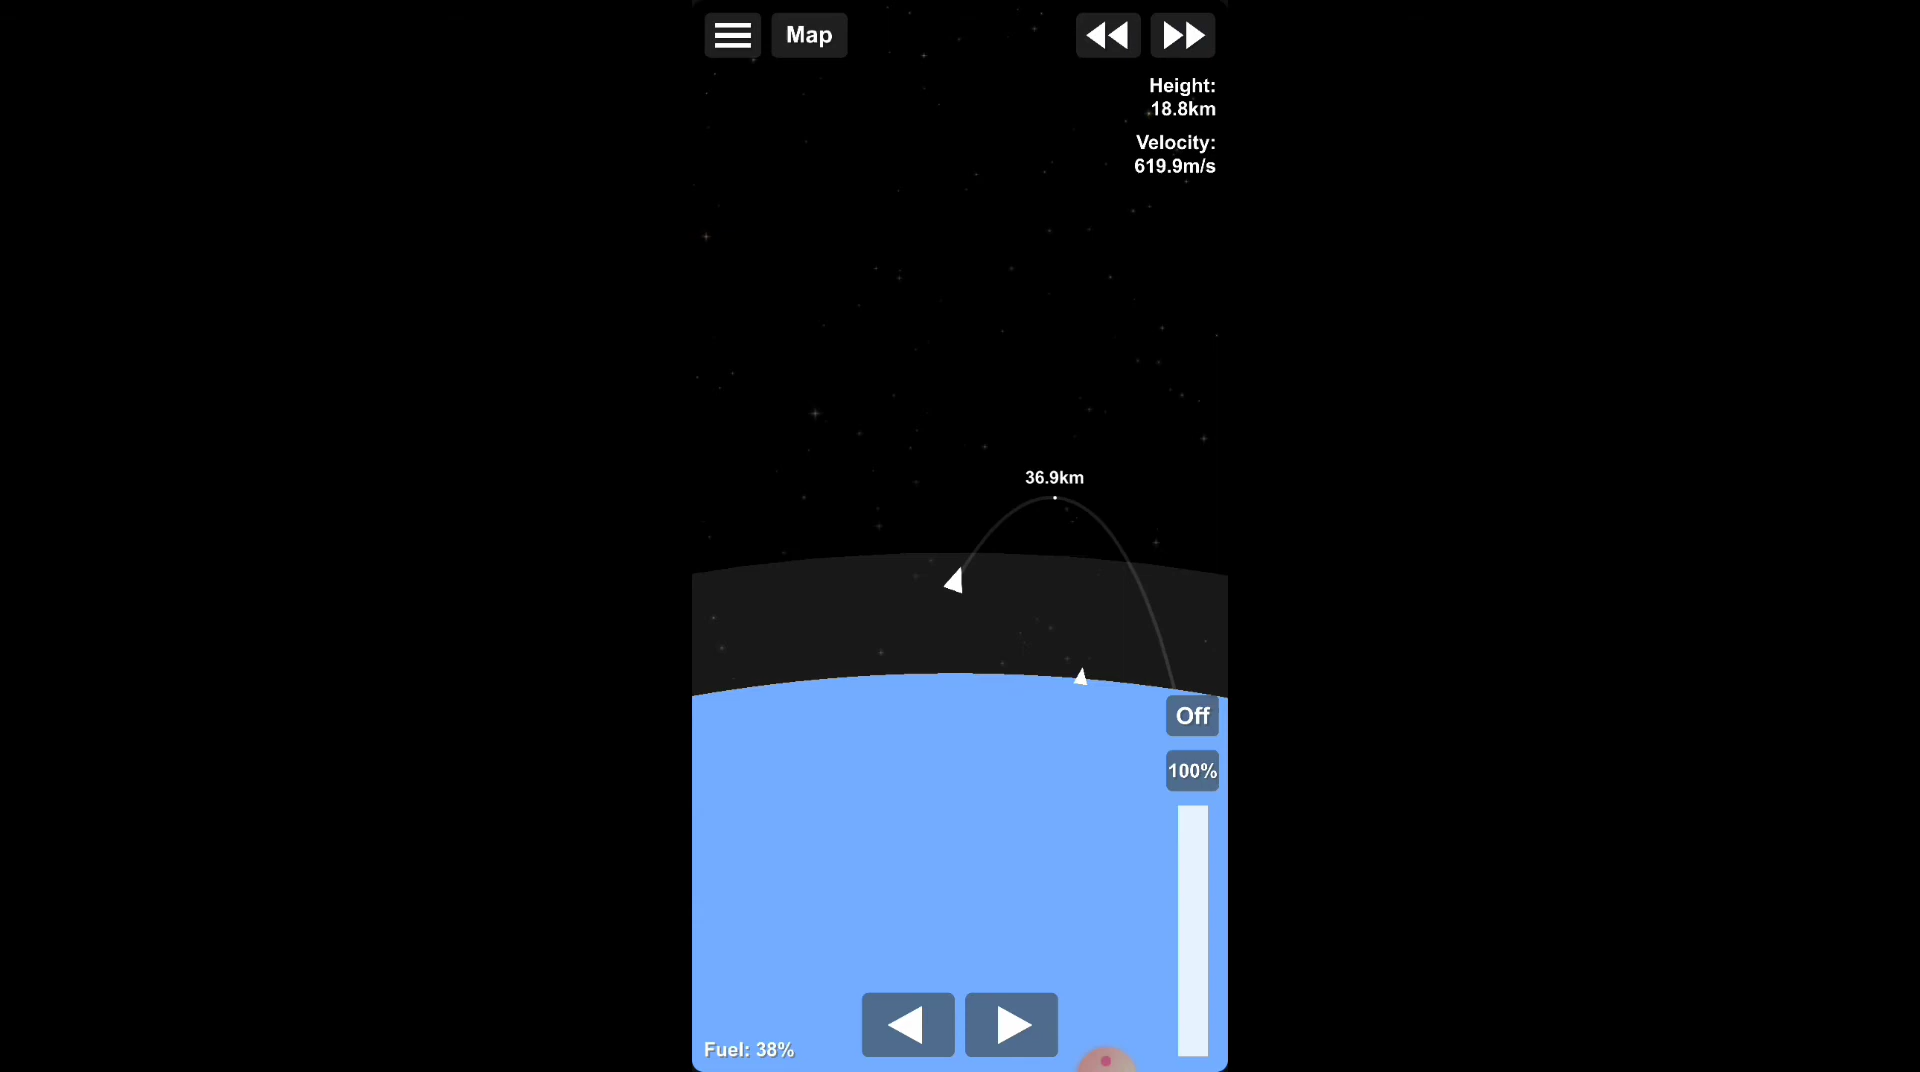 Map
Height:
18.8km
Velocity:
619.9m/s
36.9km
Off
100%
Fuel: 38%